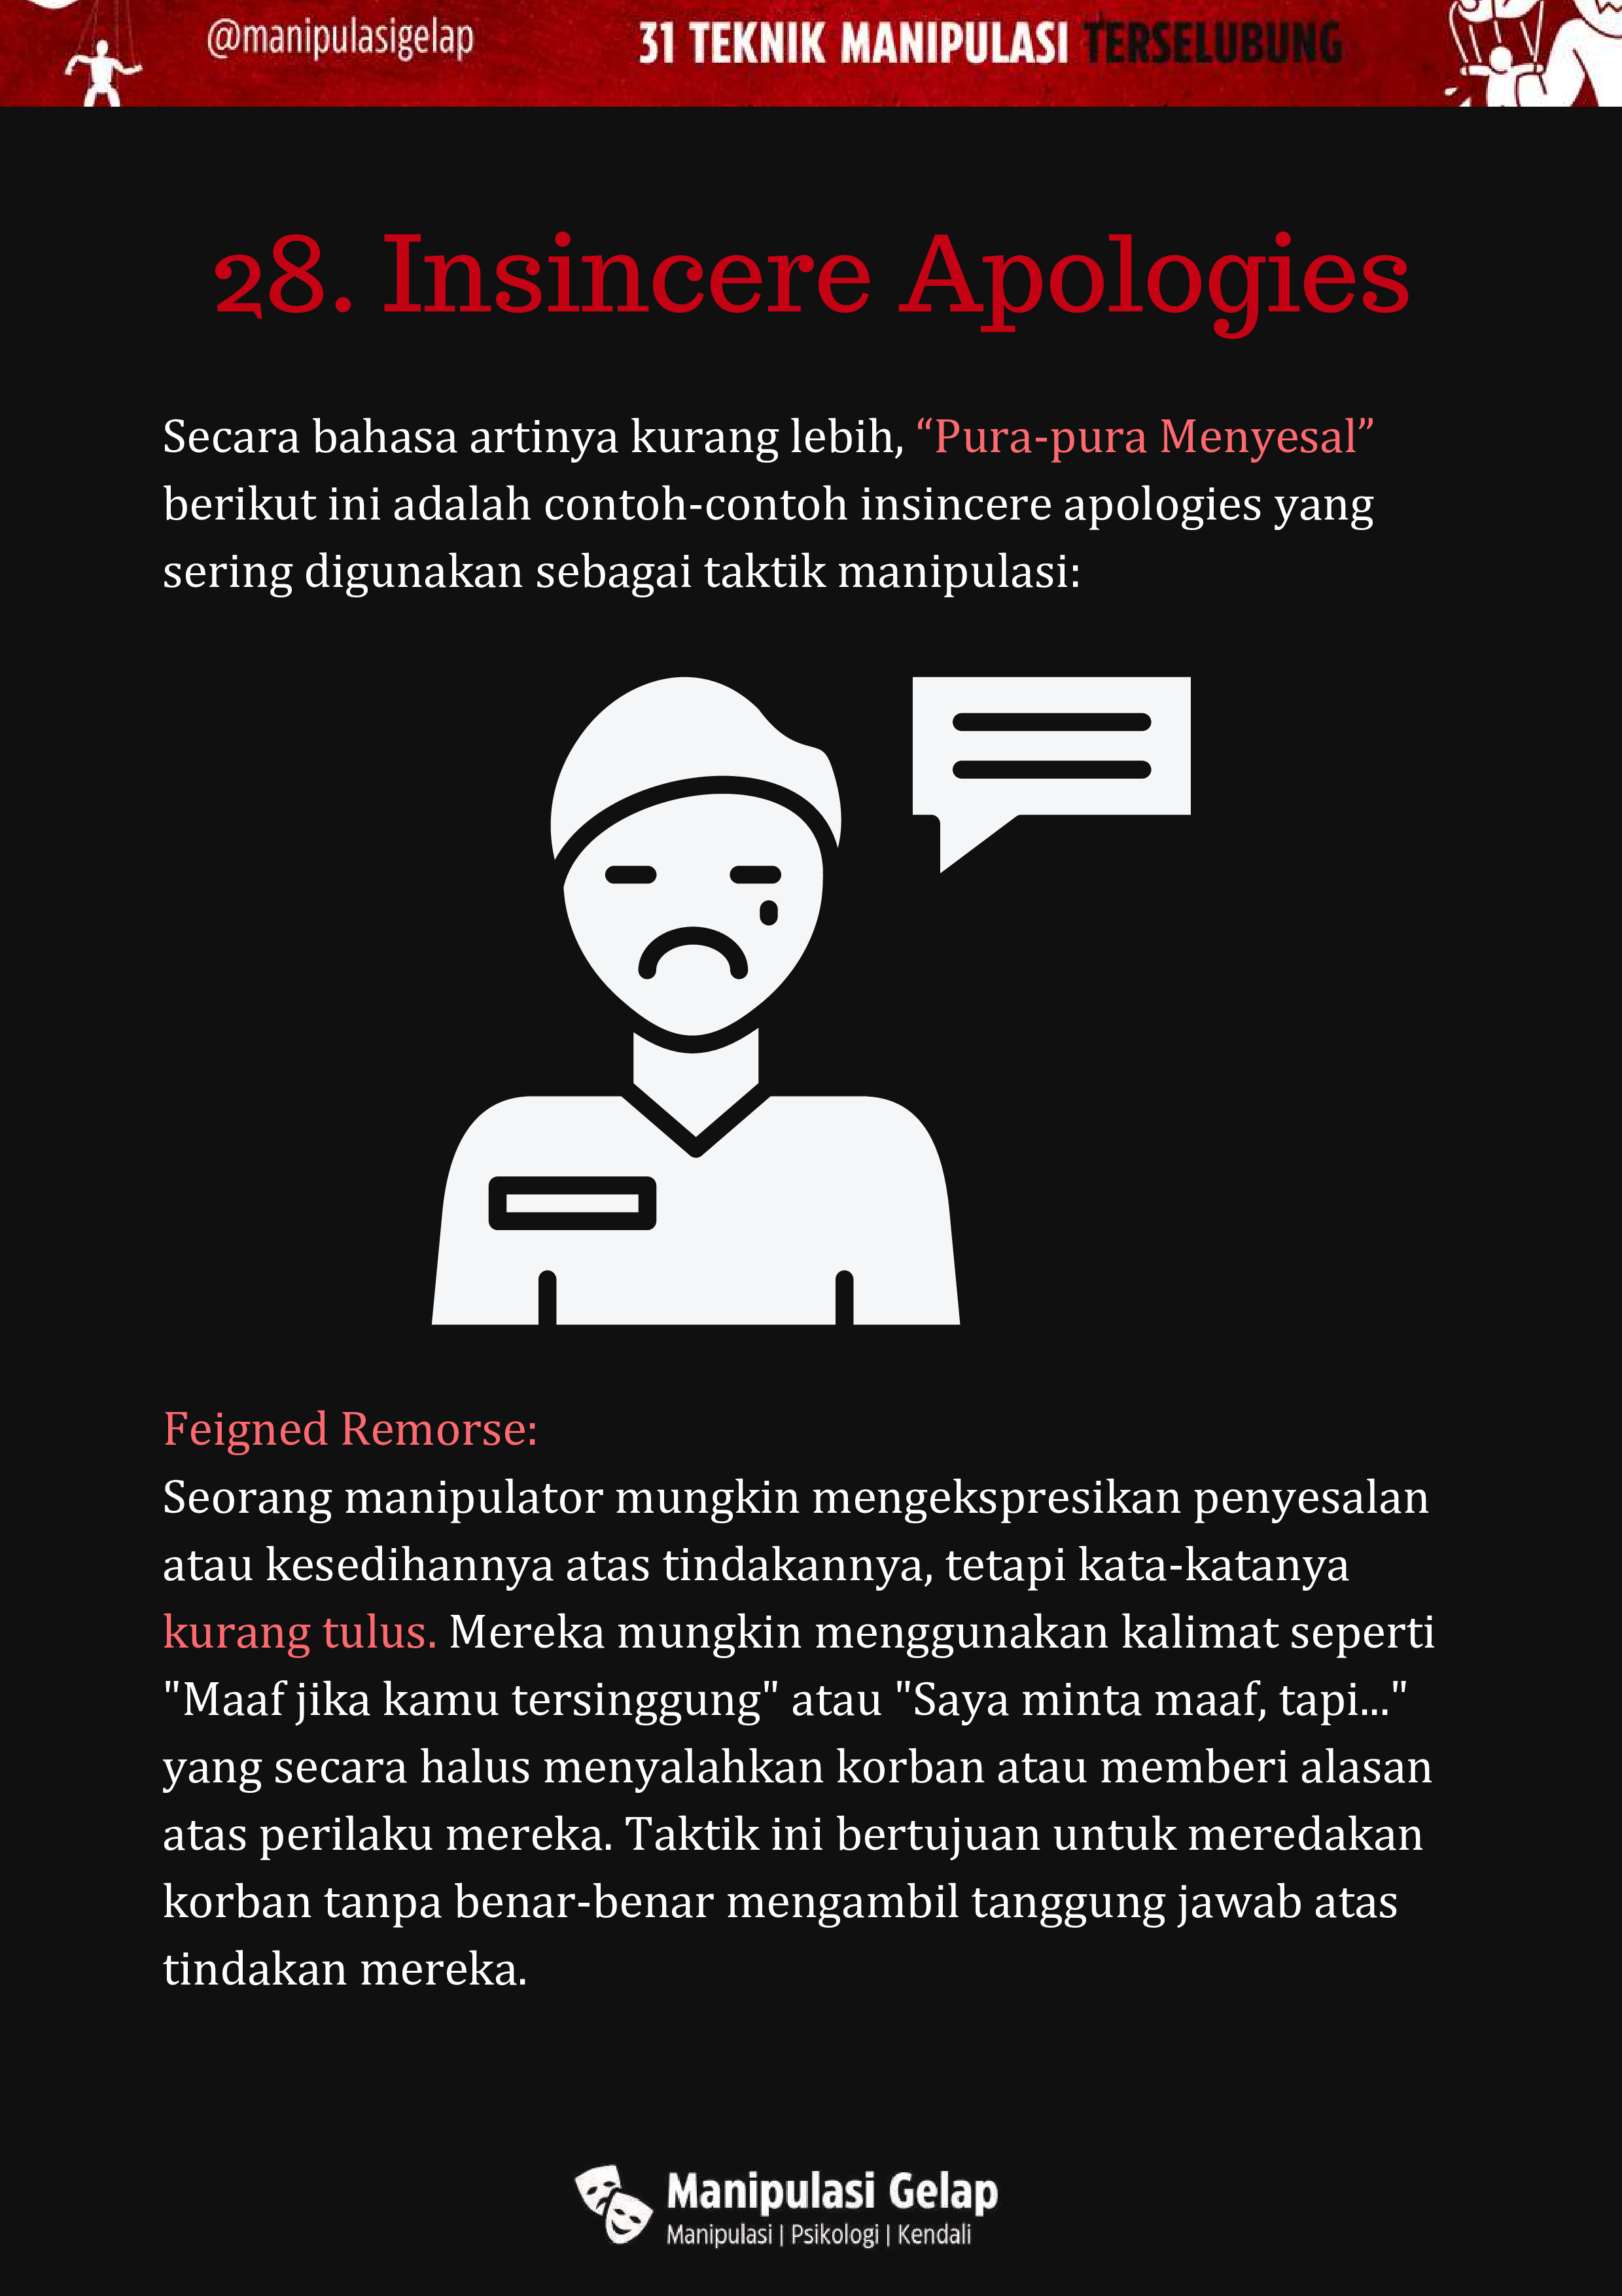 @manipulasigelap
31 TEKNIK MANIPULASI TERSELUBUNG
28. Insincere Apologies
Secara bahasa artinya kurang lebih, “Pura-pura Menyesal”
berikut ini adalah contoh-contoh insincere apologies yang
sering digunakan sebagai taktik manipulasi:
Feigned Remorse:
Seorang manipulator mungkin mengekspresikan penyesalan
atau kesedihannya atas tindakannya, tetapi kata-katanya
kurang tulus. Mereka mungkin menggunakan kalimat seperti
"Maaf jika kamu tersinggung" atau "Saya minta maaf, tapi..."
yang secara halus menyalahkan korban atau memberi alasan
atas perilaku mereka. Taktik ini bertujuan untuk meredakan
korban tanpa benar-benar mengambil tanggung jawab atas
tindakan mereka.
Manipulasi Gelap
Manipulasi | Psikologi | Kendali